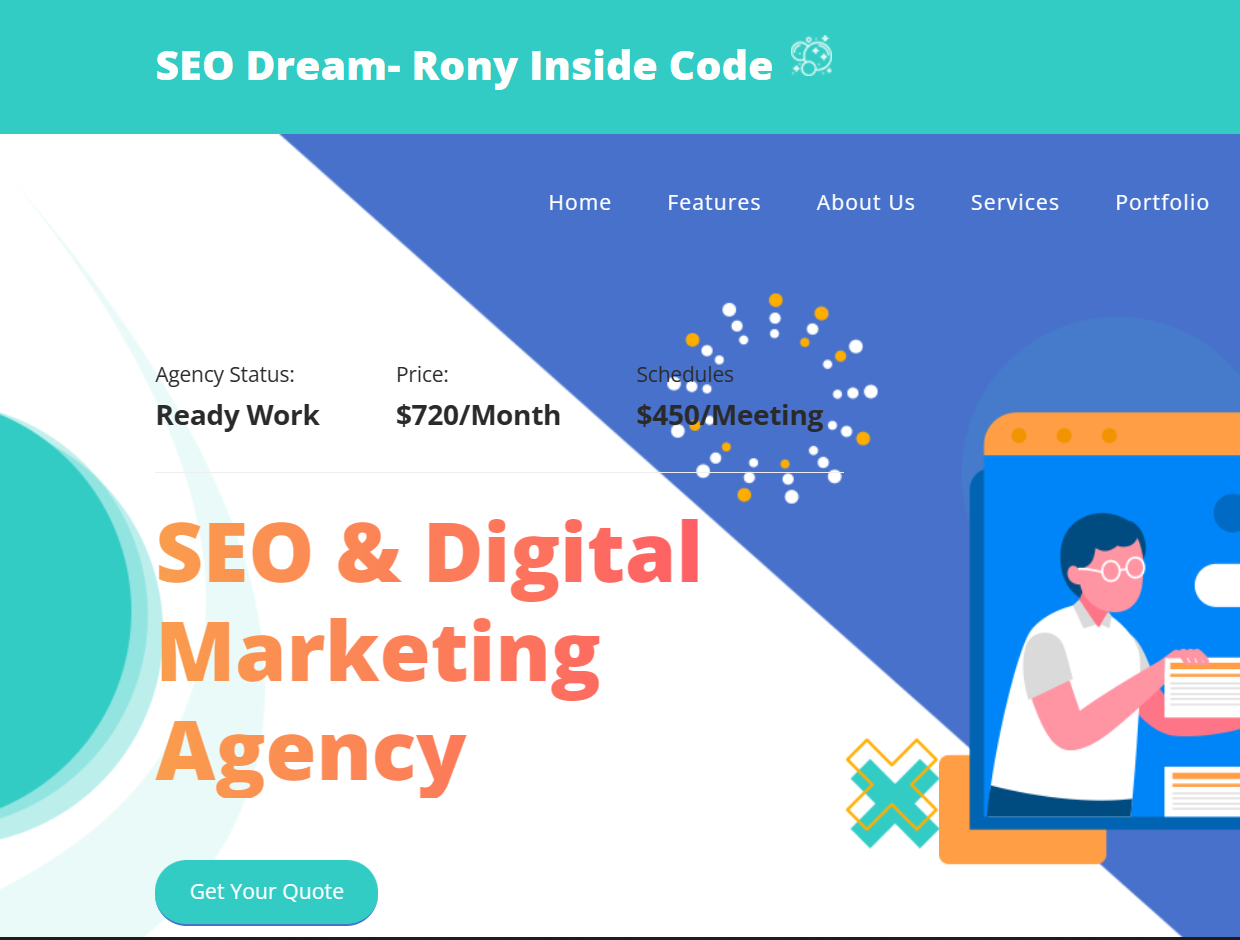 SEO Dream- Rony Inside Code
Home Features About Us Services Portfolio
Agency Status: Price: Schedules
Ready Work $720/Month $450/Meeting
SEO & Digital
Marketing
Agency
Get Your Quote